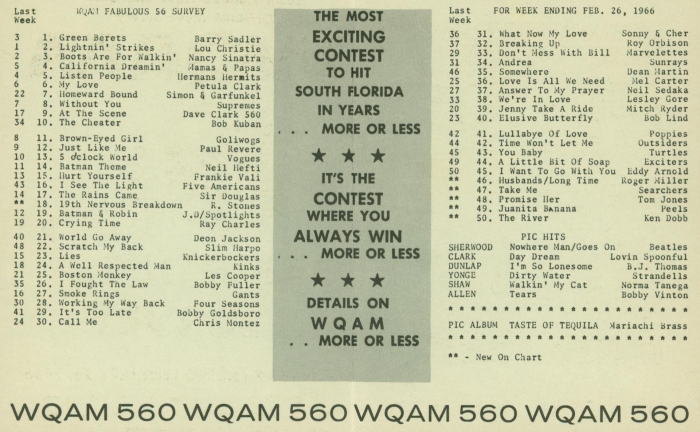 Last WQAM FABULOUS 56 SURVEY
Week
3 1. Green Berets Barry Sadler
1 2. Lightnin' Strikes Lou Christie
2 3. Boots Are For Walkin' Nancy Sinatra
5 4. California Dreamin' Mamas & Papas
4 5. Listen People Hermans Hermits
6 6. My Love Petula Clark
22 7. Homeward Bound Simon & Garfunkel
7 8. Without You Supremes
17 9. At The Scene Dave Clark 560
34 10. The Cheater Bob Kuban
8 11. Brown-Eyed Girl Goliwogs
9 12. Just Like Me Paul Revere
10 13. 5 O'clock World Vogues
11 14. Batman Theme Neil Hefti
13 15. Hurt Yourself Frankie Vali
43 16. I See The Light Five Americans
14 17. The Rains Came Sir Douglas
** 18. 19th Nervous Breakdown R. Stones
12 19. Batman & Robin J.D/Spotlights
19 20. Crying Time Ray Charles
40 21. World Go Away Deon Jackson
48 22. Scratch My Back Slim Harpo
15 23. Lies Knickerbockers
18 24. A Well Respected Man Kinks
21 25. Boston Monkey Les Cooper
35 26. I Fought The Law Bobby Fuller
16 27. Smoke Rings Gants
30 28. Working My Way Back Four Seasons
41 29. It's Too Late Bobby Goldsboro
24 30. Call Me Chris Montez
THE MOST
EXCITING
CONTEST
TO HIT
SOUTH FLORIDA
IN YEARS
. . . MORE OR LESS
★ ★ ★
IT'S THE
CONTEST
WHERE YOU
ALWAYS WIN
. . MORE OR LESS
★ ★ ★
DETAILS ON
WQAM
. . MORE OR LESS
Last FOR WEEK ENDING FEB. 26, 1966
Week
36 31. What Now My Love Sonny & Cher
37 32. Breaking Up Roy Orbison
29 33. Don't Mess With Bill Marvelettes
31 34. Andrea Sunrays
46 35. Somewhere Dean Martin
25 36. Love Is All We Need Mel Carter
27 37. Answer To My Prayer Neil Sedaka
33 38. We're In Love Lesley Gore
20 39. Jenny Take A Ride Mitch Ryder
23 40. Elusive Butterfly Bob Lind
42 41. Lullabye Of Love Poppies
44 42. Time Won't Let Me Outsiders
45 43. You Baby Turtles
49 44. A Little Bit Of Soap Exciters
50 45. I Want To Go With You Eddy Arnold
** 46. Husbands/Long Time Roger Miller
** 47. Take Me Searchers
** 48. Promise Her Tom Jones
** 49. Juanita Banana Peels
** 50. The River Ken Dobb
PIC HITS
SHERWOOD Nowhere Man/Goes On Beatles
CLARK Day Dream Lovin Spoonful
DUNLAP I'm So Lonesome B.J. Thomas
YONGE Dirty Water Strandells
SHAW Walkin' My Cat Norma Tanega
ALLEN Tears Bobby Vinton
* * * * * * * * * * * * * * * * * * *
PIC ALBUM TASTE OF TEQUILA Mariachi Brass
* * * * * * * * * * * * * * * * * * *
** - New On Chart
WQAM 560 WQAM 560 WQAM 560 WQAM 560